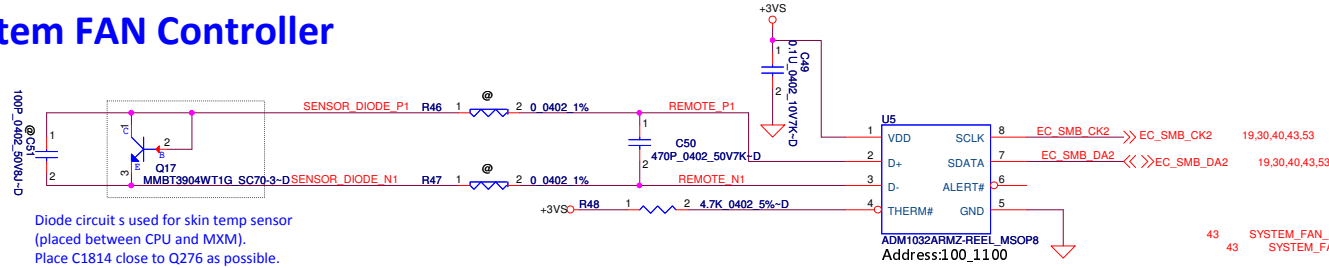 tem FAN Controller
+3VS
1
C49
0.1U_0402_10V7K~D
2
100P_0402_50V8J~D
@C51
1
2
C
1
2
B
E
3
Q17
MMBT3904WT1G_SC70-3~D
SENSOR_DIODE_P1
R46
1
@
2
0_0402_1%
REMOTE_P1
SENSOR_DIODE_N1
R47
1
@
2
0_0402_1%
REMOTE_N1
1
C50
470P_0402_50V7K~D
2
+3VS
R48
1
2
4.7K_0402_5%~D
U5
1
VDD
SCLK
8
EC_SMB_CK2
EC_SMB_CK2
19,30,40,43,53
2
D+
SDATA
7
EC_SMB_DA2
EC_SMB_DA2
19,30,40,43,53
3
D-
ALERT#
6
4
THERM#
GND
5
ADM1032ARMZ-REEL_MSOP8
Address:100_1100
Diode circuit s used for skin temp sensor
(placed between CPU and MXM).
Place C1814 close to Q276 as possible.
43
SYSTEM_FAN_
43
SYSTEM_FA